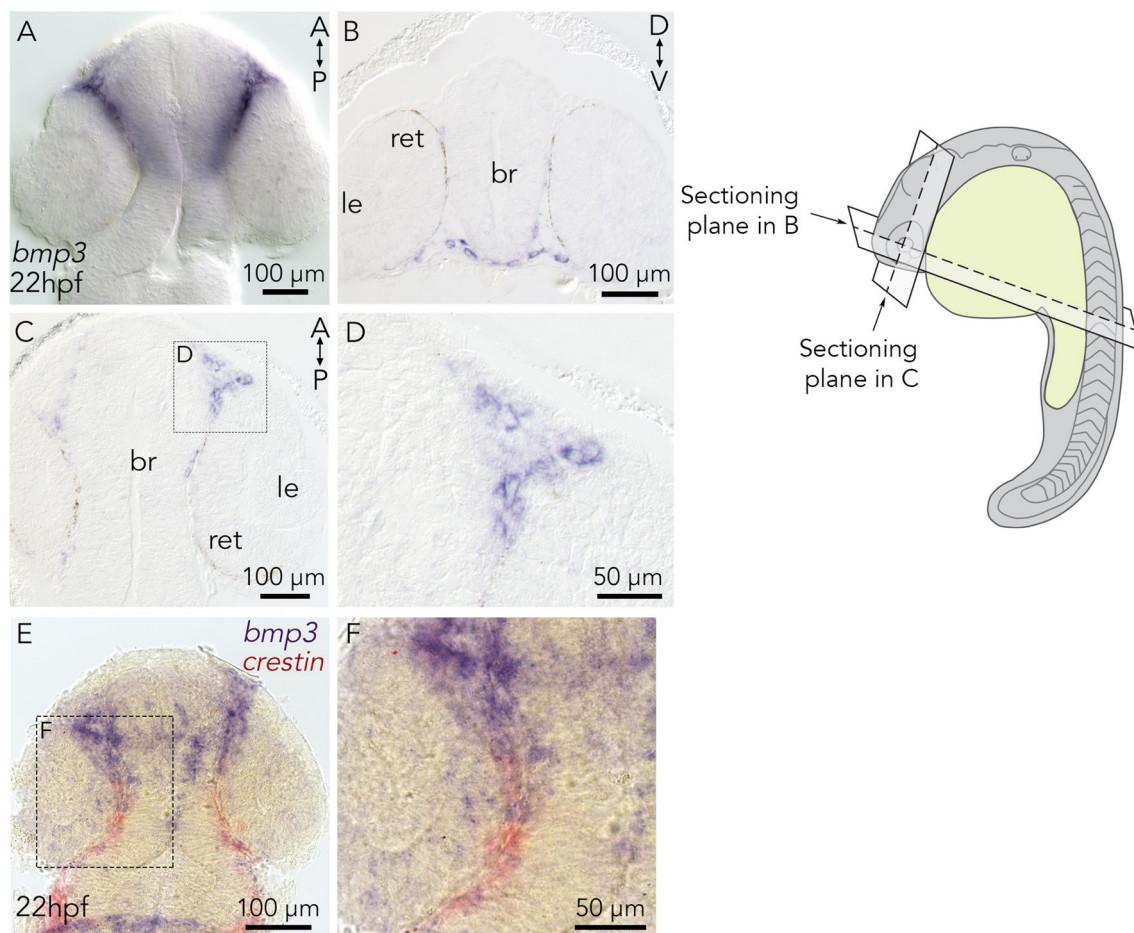 A
A
P
bmp3
22hpf
100 µm
B
D
V
ret
br
le
100 µm
Sectioning
plane in B
Sectioning
plane in C
C
D
A
P
br
le
ret
100 µm
D
50 µm
E
bmp3
crestin
F
22hpf
100 µm
F
50 µm